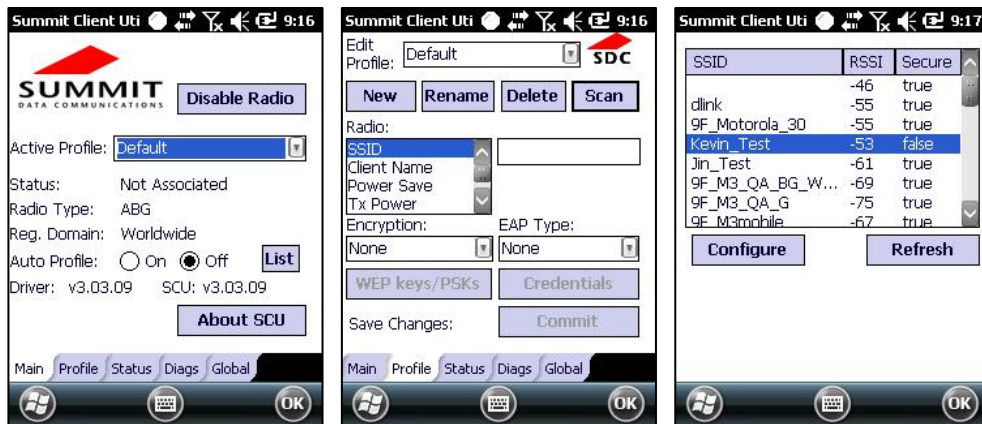 Summit Client Uti 9:16
SUMMIT
DATA COMMUNICATIONS
Disable Radio
Active Profile: Default
Status: Not Associated
Radio Type: ABG
Reg. Domain: Worldwide
Auto Profile: On Off List
Driver: v3.03.09 SCU: v3.03.09
About SCU
Main Profile Status Diags Global
OK
Summit Client Uti 9:16
Edit Profile: Default
SDC
New Rename Delete Scan
Radio:
SSID
Client Name
Power Save
Tx Power
Encryption: EAP Type:
None None
WEP keys/PSKs Credentials
Save Changes: Commit
Main Profile Status Diags Global
OK
Summit Client Uti 9:17
SSID RSSI Secure
-46 true
dlink -55 true
9F_Motorola_30 -55 true
Kevin_Test -53 false
Jin_Test -61 true
9F_M3_QA_BG_W... -69 true
9F_M3_QA_G -75 true
9F_M3mobile -67 true
Configure Refresh
OK